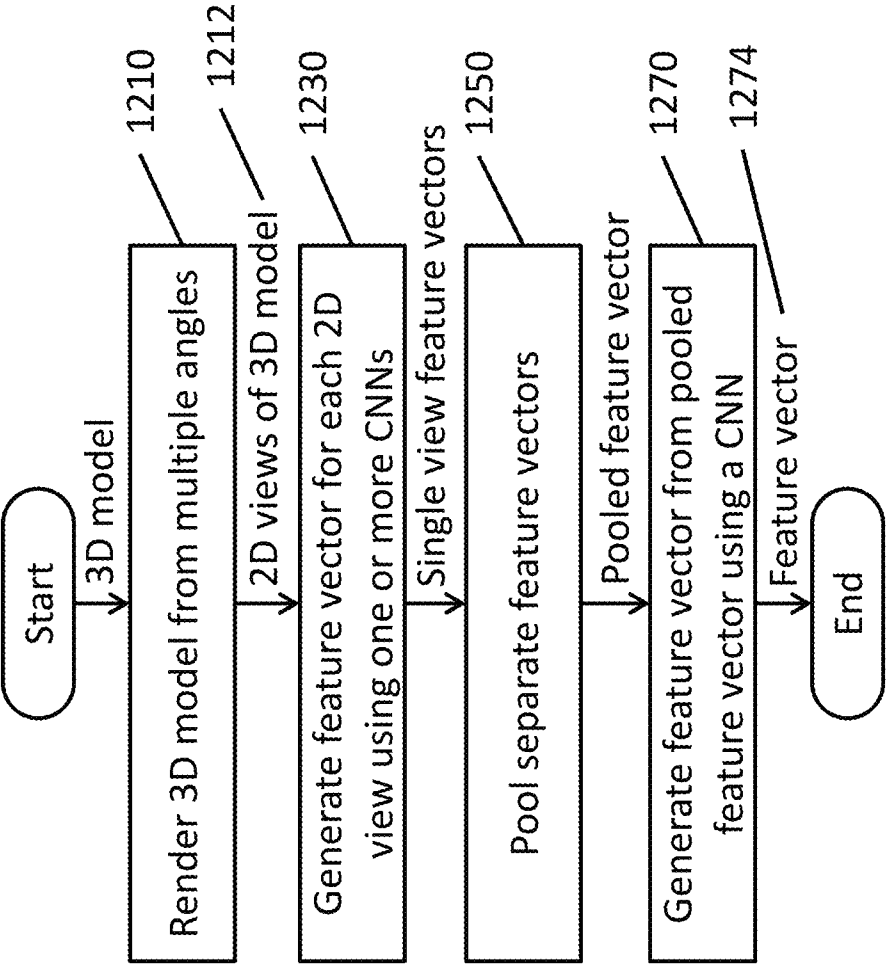 Start
3D model
Render 3D model from multiple angles
1210
2D views of 3D model
1212
Generate feature vector for each 2D
view using one or more CNNs
1230
Single view feature vectors
Pool separate feature vectors
1250
Pooled feature vector
Generate feature vector from pooled
feature vector using a CNN
1270
Feature vector
1274
End